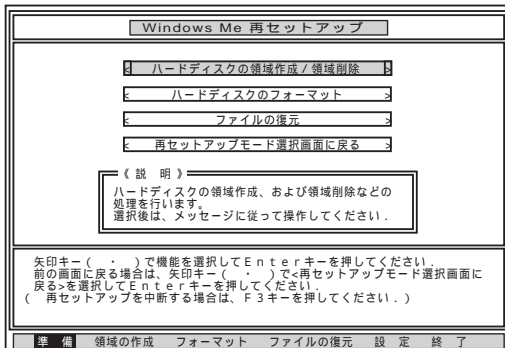 Windows Me 再セットアップ
< ハードディスクの領域作成/領域削除 >
< ハードディスクのフォーマット >
< ファイルの復元 >
< 再セットアップモード選択画面に戻る >
《説 明》
ハードディスクの領域作成、および領域削除などの
処理を行います。
選択後は、メッセージに従って操作してください.
矢印キー( ・ )で機能を選択してEnterキーを押してください.
前の画面に戻る場合は、矢印キー( ・ )で<再セットアップモード選択画面に
戻る>を選択してEnterキーを押してください.
( 再セットアップを中断する場合は、F3キーを押してください.)
準 備 領域の作成 フォーマット ファイルの復元 設 定 終 了